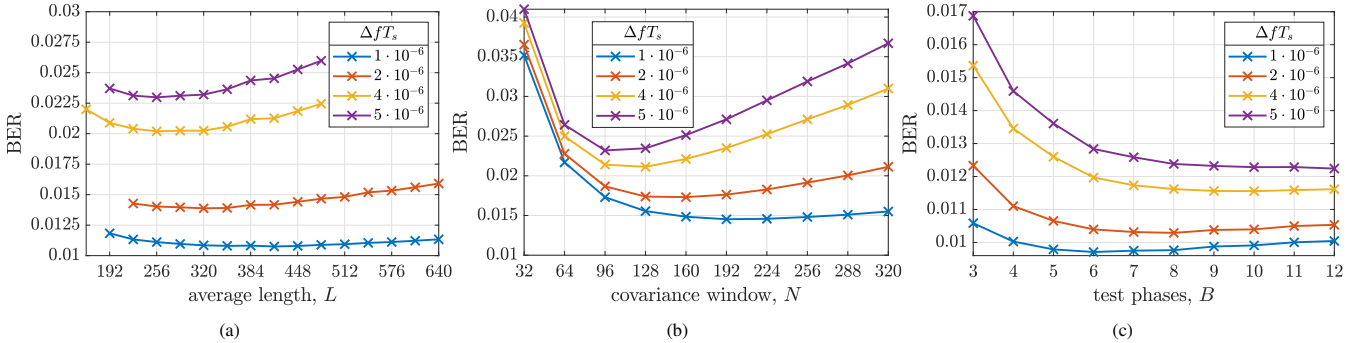 0.03
0.0275
0.025
0.0225
0.02
0.0175
0.015
0.0125
0.01
BER
192 256 320 384 448 512 576 640
average length, L
ΔfTₛ
1 · 10⁻⁶
2 · 10⁻⁶
4 · 10⁻⁶
5 · 10⁻⁶
(a)
0.04
0.035
0.03
0.025
0.02
0.015
0.01
BER
32 64 96 128 160 192 224 256 288 320
covariance window, N
ΔfTₛ
1 · 10⁻⁶
2 · 10⁻⁶
4 · 10⁻⁶
5 · 10⁻⁶
(b)
0.017
0.016
0.015
0.014
0.013
0.012
0.011
0.01
BER
3 4 5 6 7 8 9 10 11 12
test phases, B
ΔfTₛ
1 · 10⁻⁶
2 · 10⁻⁶
4 · 10⁻⁶
5 · 10⁻⁶
(c)